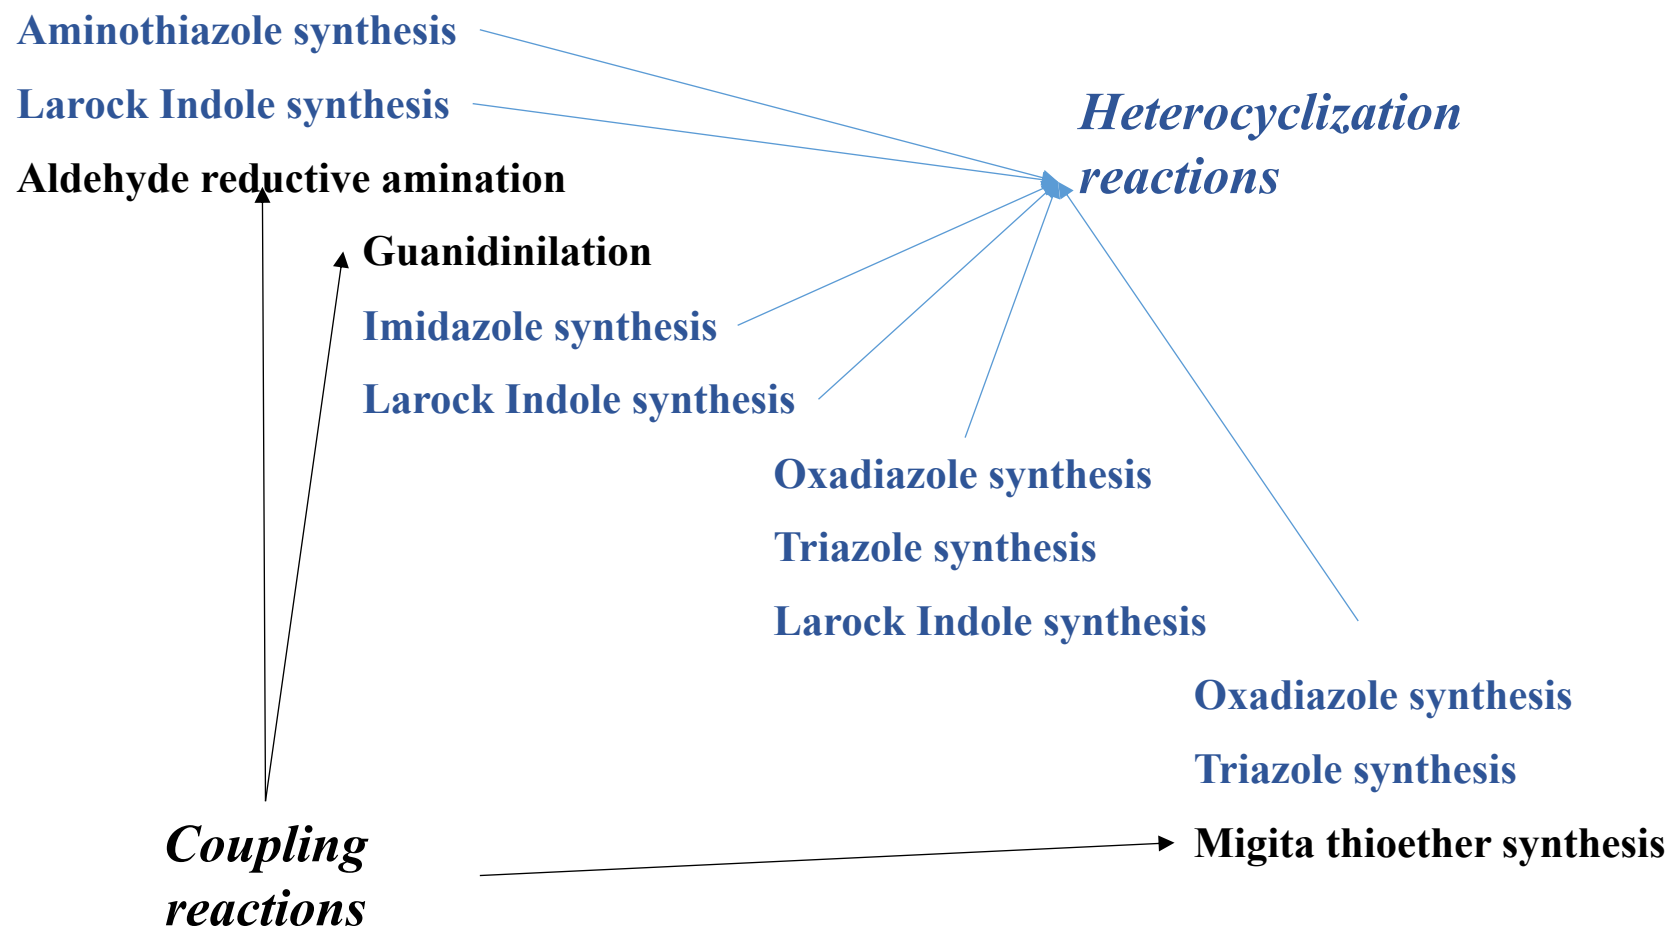 Aminothiazole synthesis
Larock Indole synthesis
Heterocyclization
reactions
Aldehyde reductive amination
Guanidinilation
Imidazole synthesis
Larock Indole synthesis
Oxadiazole synthesis
Triazole synthesis
Larock Indole synthesis
Oxadiazole synthesis
Triazole synthesis
Migita thioether synthesis
Coupling
reactions